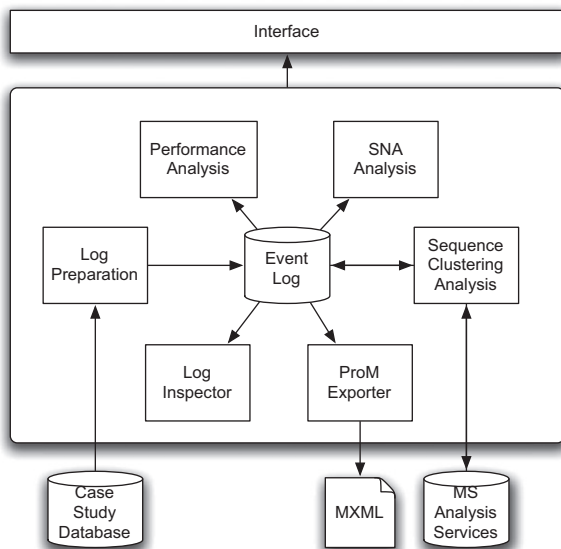 Interface
Performance
Analysis
SNA
Analysis
Log
Preparation
Event
Log
Sequence
Clustering
Analysis
Log
Inspector
ProM
Exporter
Case
Study
Database
MXML
MS
Analysis
Services